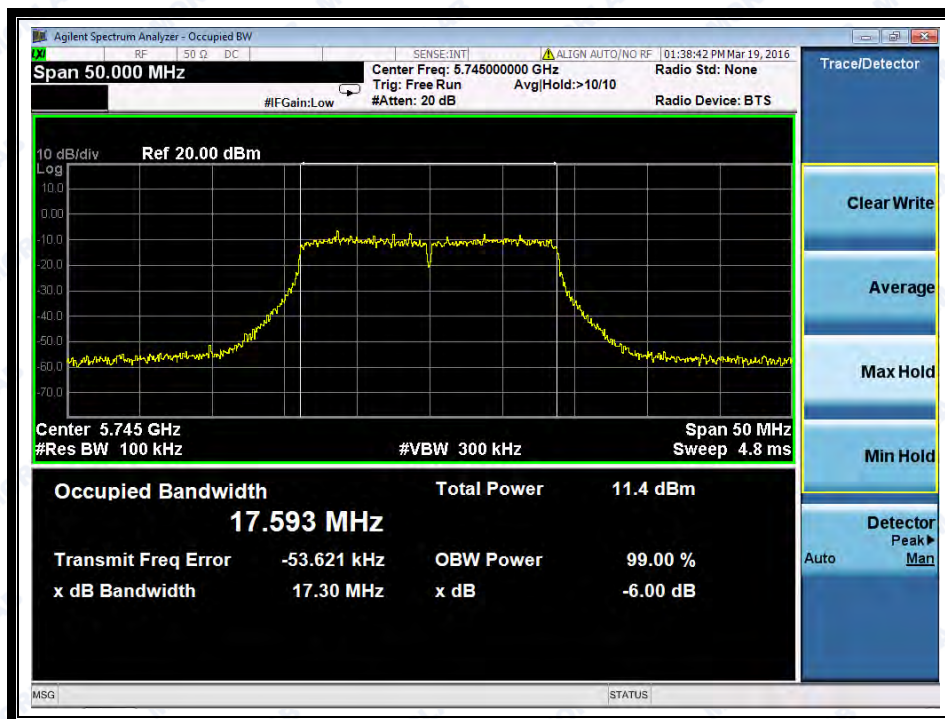 Agilent Spectrum Analyzer - Occupied BW
LXI RF 50 Ω DC SENSE:INT ALIGN AUTO/NO RF 01:38:42 PM Mar 19, 2016
Span 50.000 MHz
Center Freq: 5.745000000 GHz Radio Std: None
Trig: Free Run Avg|Hold:>10/10
#IFGain:Low #Atten: 20 dB Radio Device: BTS
10 dB/div Ref 20.00 dBm
Log
10.0
0.00
-10.0
-20.0
-30.0
-40.0
-50.0
-60.0
-70.0
Center 5.745 GHz Span 50 MHz
#Res BW 100 kHz #VBW 300 kHz Sweep 4.8 ms
Occupied Bandwidth Total Power 11.4 dBm
17.593 MHz
Transmit Freq Error -53.621 kHz OBW Power 99.00 %
x dB Bandwidth 17.30 MHz x dB -6.00 dB
MSG STATUS
Trace/Detector
Clear Write
Average
Max Hold
Min Hold
Detector
Peak▶
Auto Man